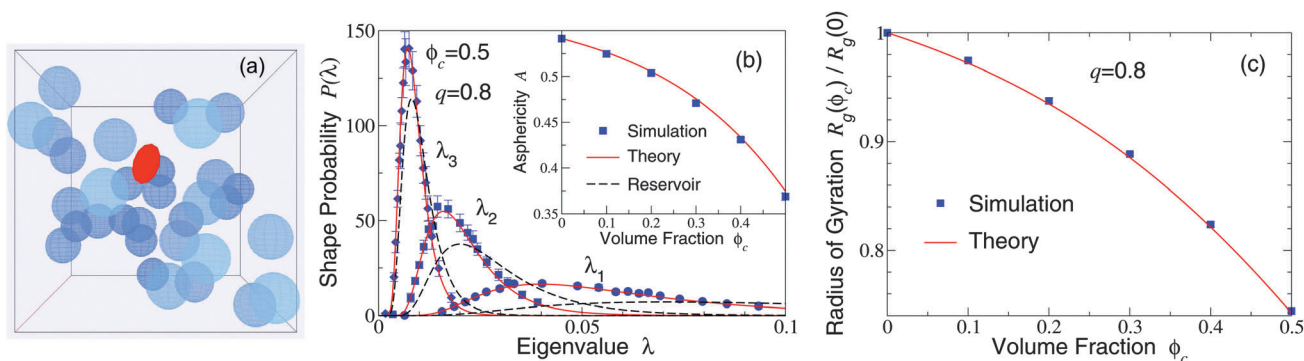 (a)
Shape Probability P(λ)
150
100
50
0
0
0.05
0.1
Eigenvalue λ
ϕc=0.5
q=0.8
λ3
λ2
λ1
(b)
Asphericity A
0.5
0.45
0.4
0.35
0
0.1
0.2
0.3
0.4
Volume Fraction ϕc
Simulation
Theory
Reservoir
(c)
Radius of Gyration Rg(ϕc) / Rg(0)
1
0.9
0.8
0
0.1
0.2
0.3
0.4
0.5
Volume Fraction ϕc
q=0.8
Simulation
Theory